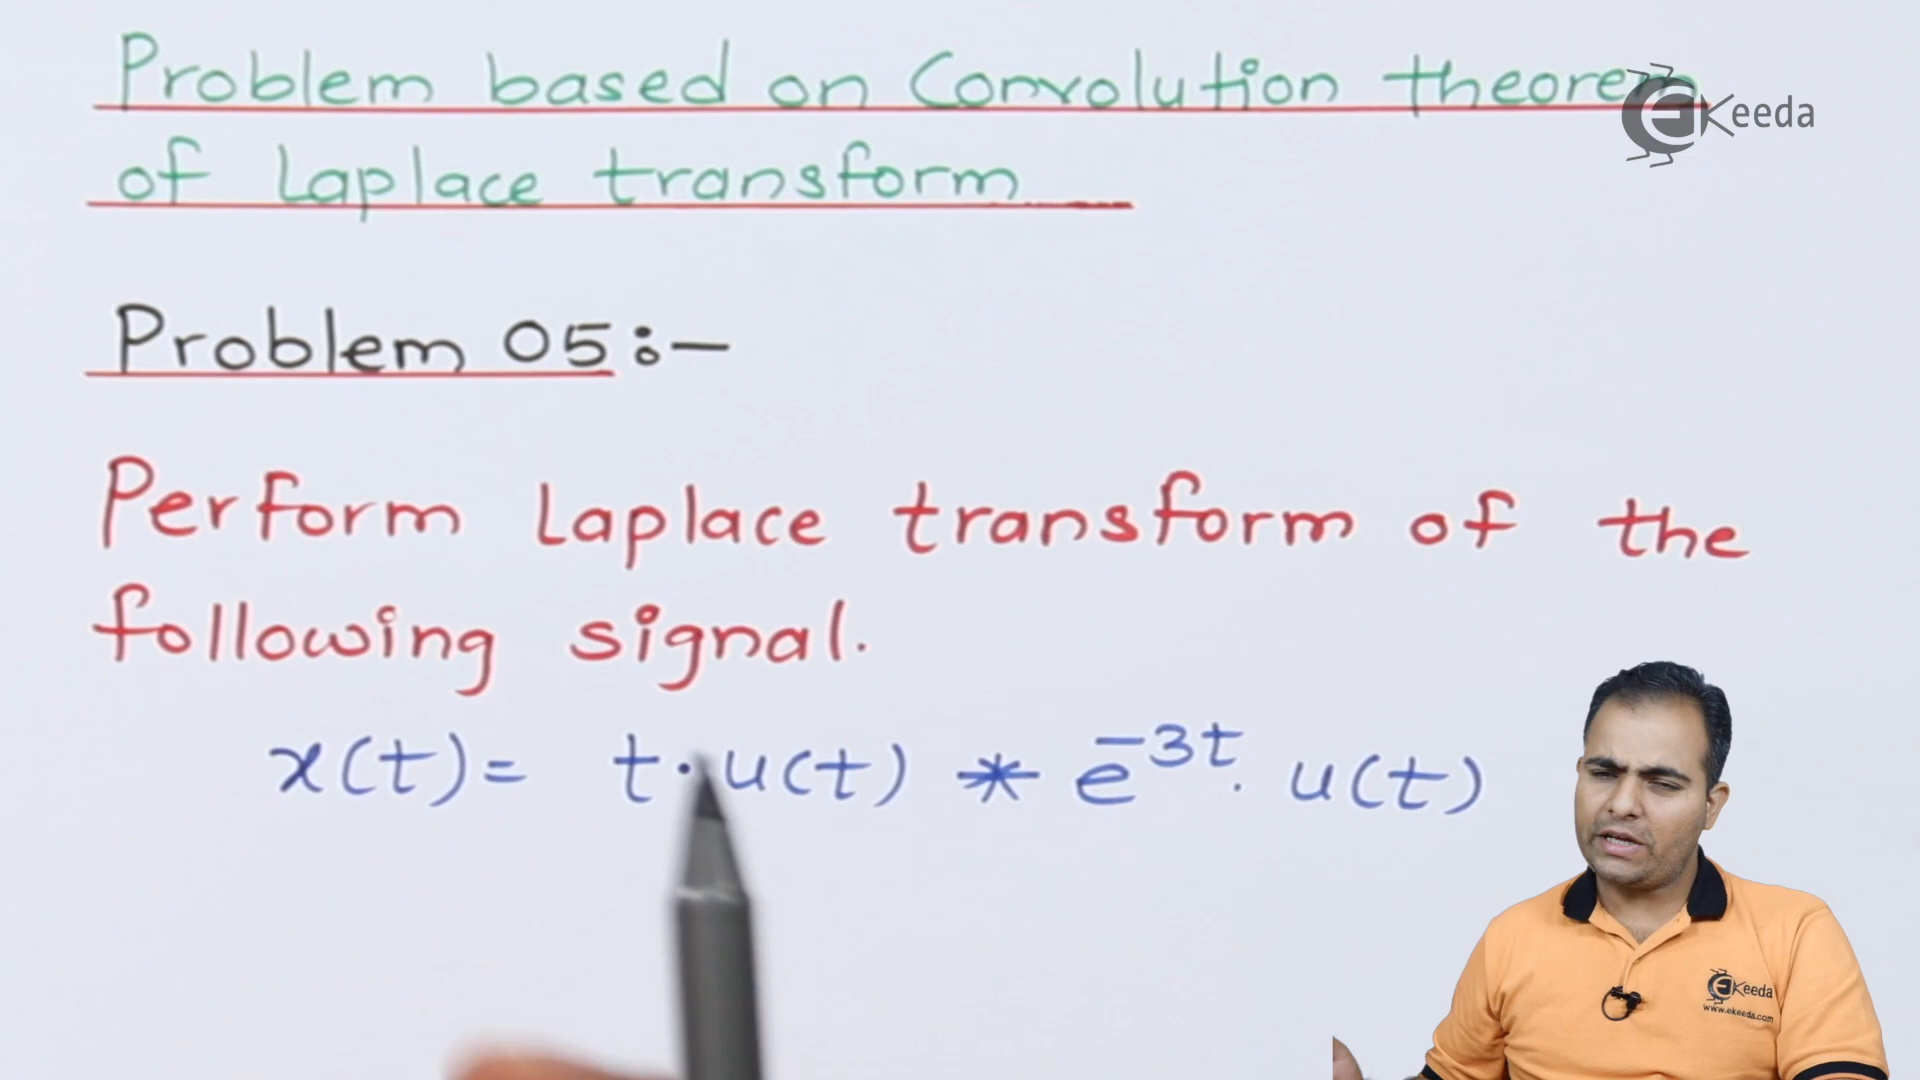 Problem based on Convolution theorem
of Laplace transform
EKeeda
Problem 05:-
Perform Laplace transform of the
following signal.
x(t)= t·u(t) * e^-3t. u(t)
EKeeda
www.ekeeda.com